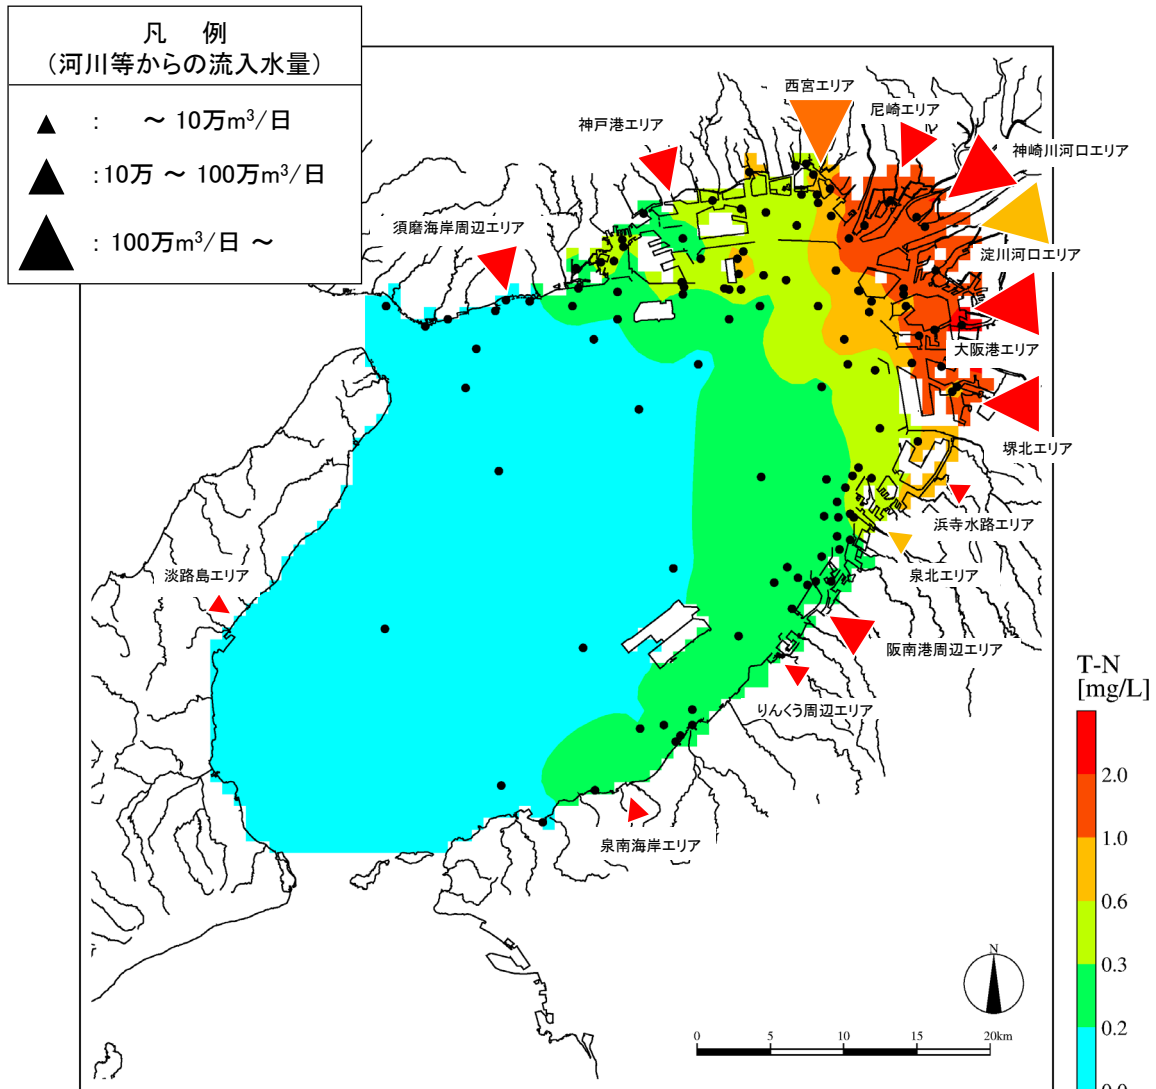 凡 例
(河川等からの流入水量)
: ～ 10万m³/日
:10万 ～ 100万m³/日
: 100万m³/日 ～
西宮エリア
尼崎エリア
神戸港エリア
神崎川河口エリア
須磨海岸周辺エリア
淀川河口エリア
大阪港エリア
堺北エリア
浜寺水路エリア
淡路島エリア
泉北エリア
阪南港周辺エリア
りんくう周辺エリア
泉南海岸エリア
T-N
[mg/L]
2.0
1.0
0.6
0.3
0.2
0.0
N
0 5 10 15 20km